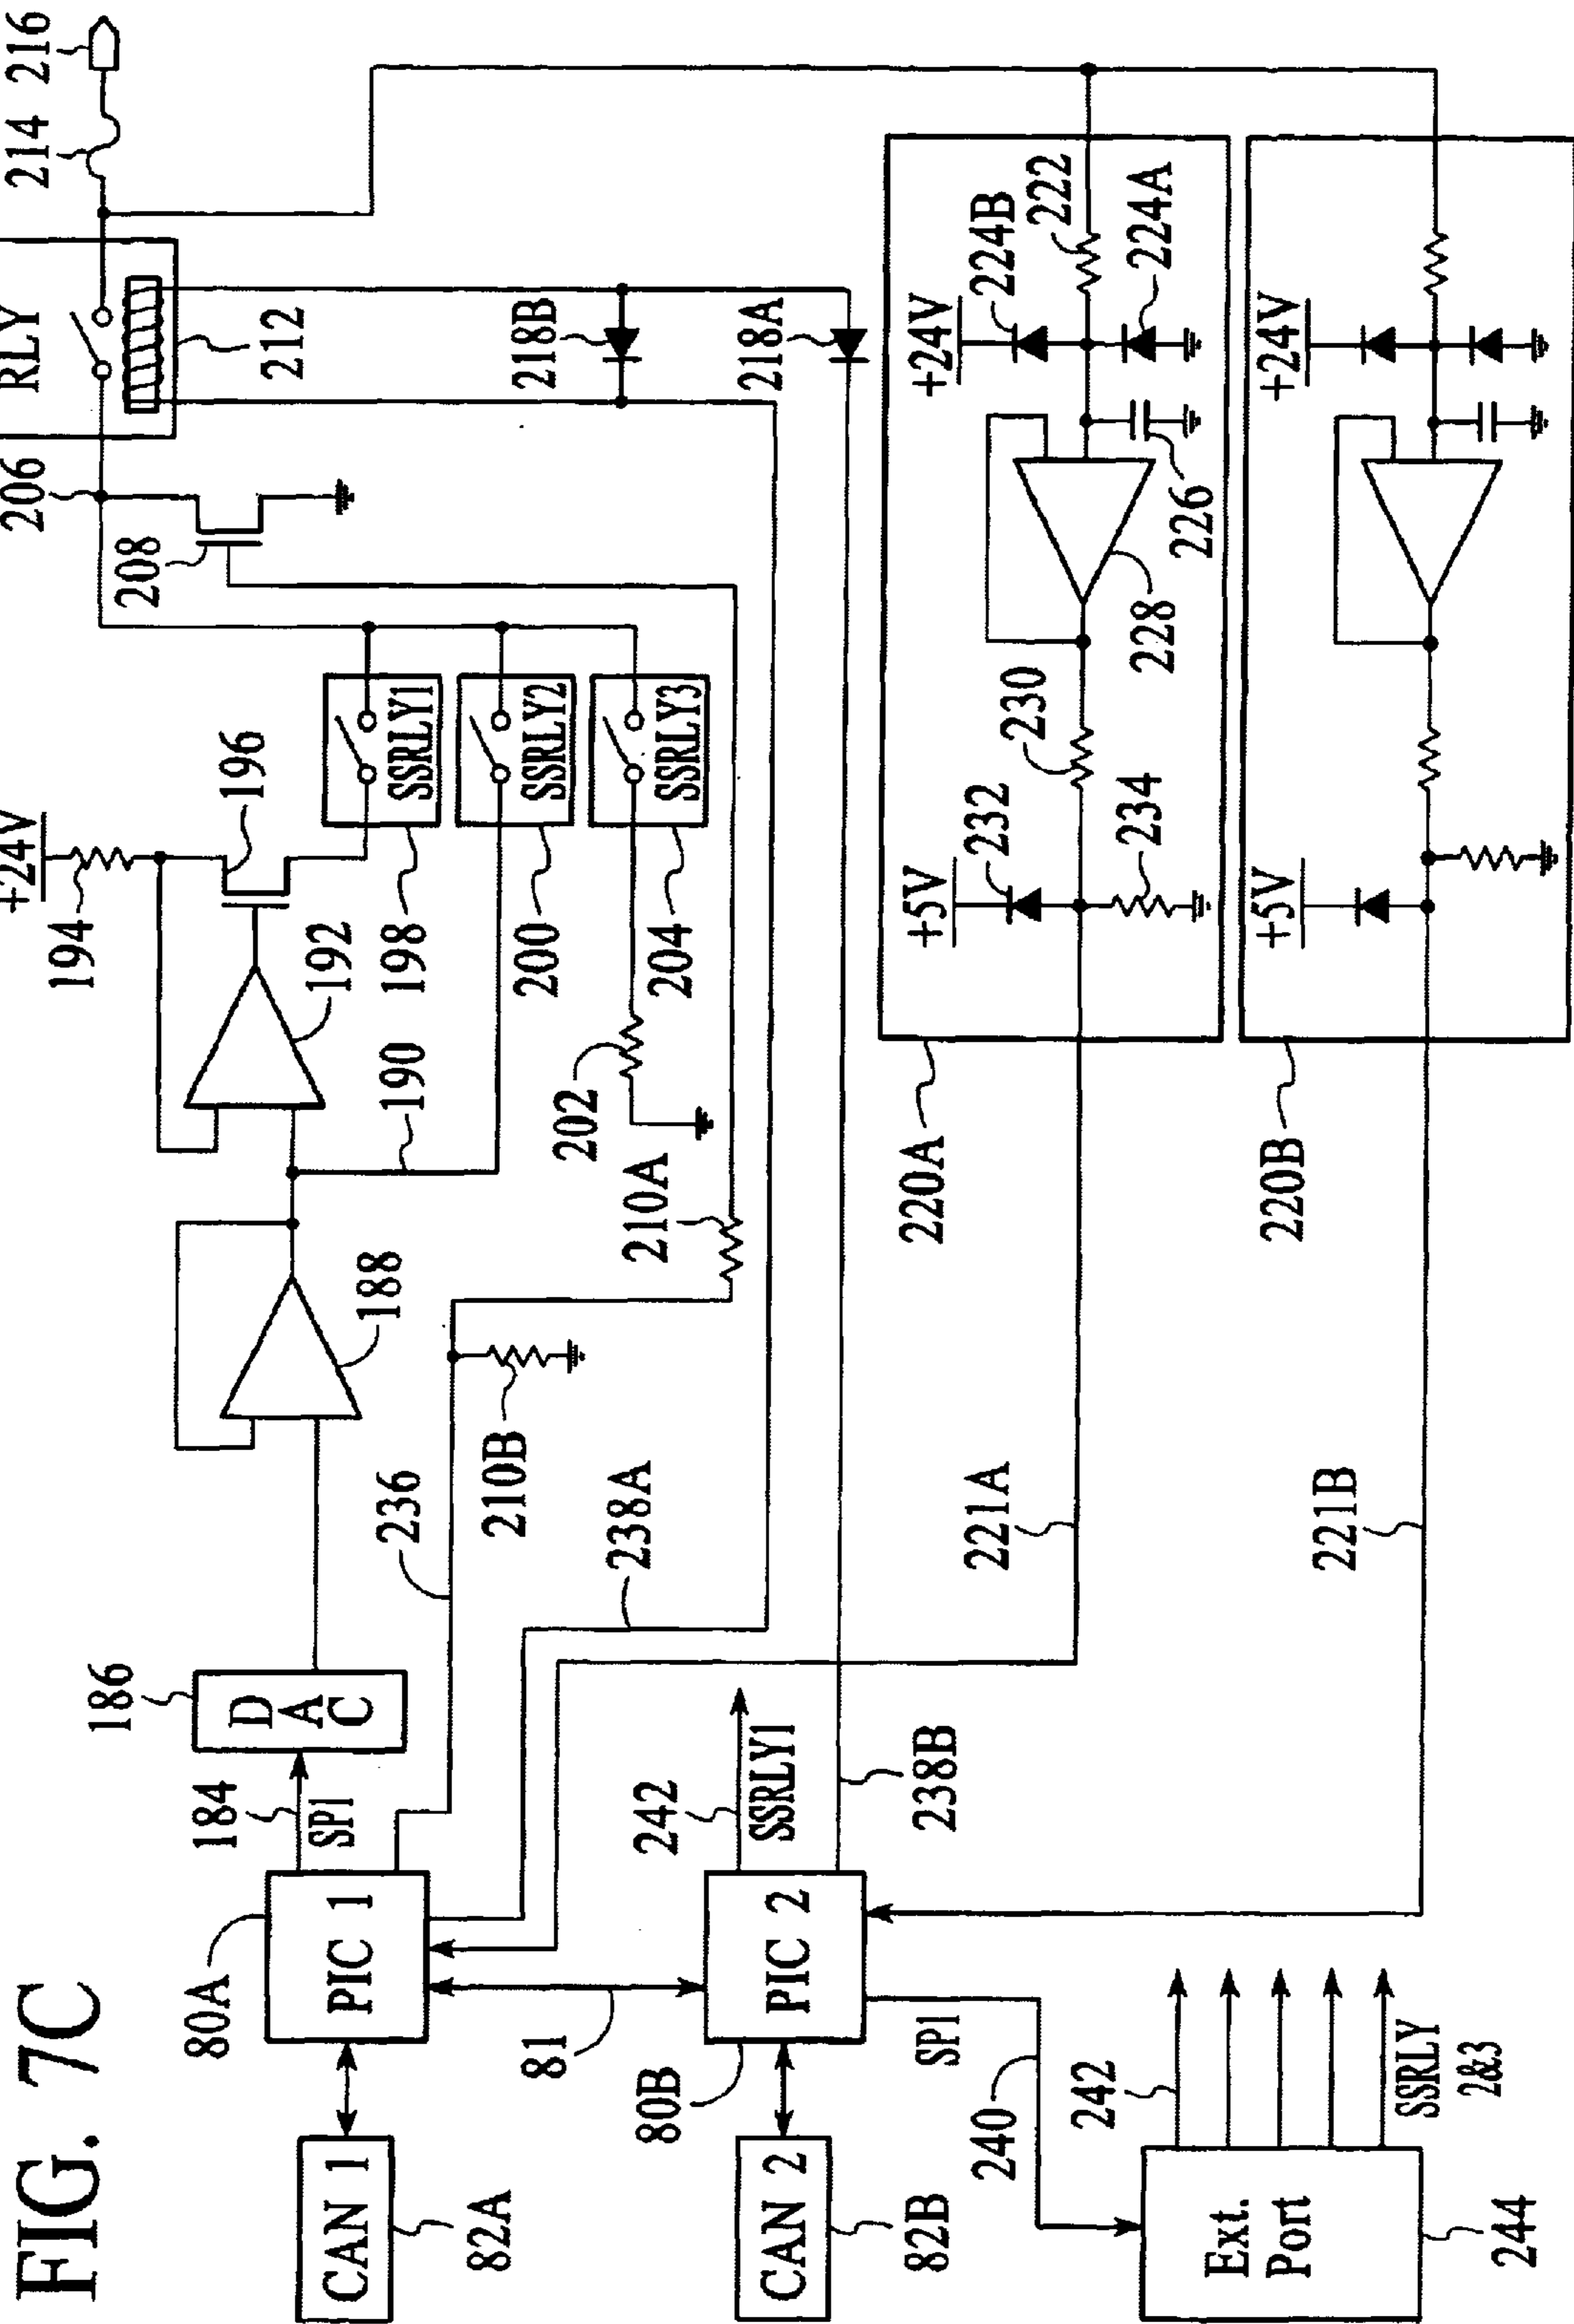 FIG. 7C
CAN 1
82A
80A
PIC 1
184
SPI
186
D
A
C
188
190
192
+24V
194
196
SSRLY1
198
SSRLY2
200
SSRLY3
204
202
206
208
RLY
212
214
216
236
210B
210A
238A
218B
218A
81
CAN 2
82B
80B
PIC 2
242
SSRLY1
238B
SPI
240
Ext.
Port
244
242
SSRLY
2&3
221A
220A
+5V
232
234
230
228
226
+24V
224B
224A
222
221B
220B
+5V
+24V